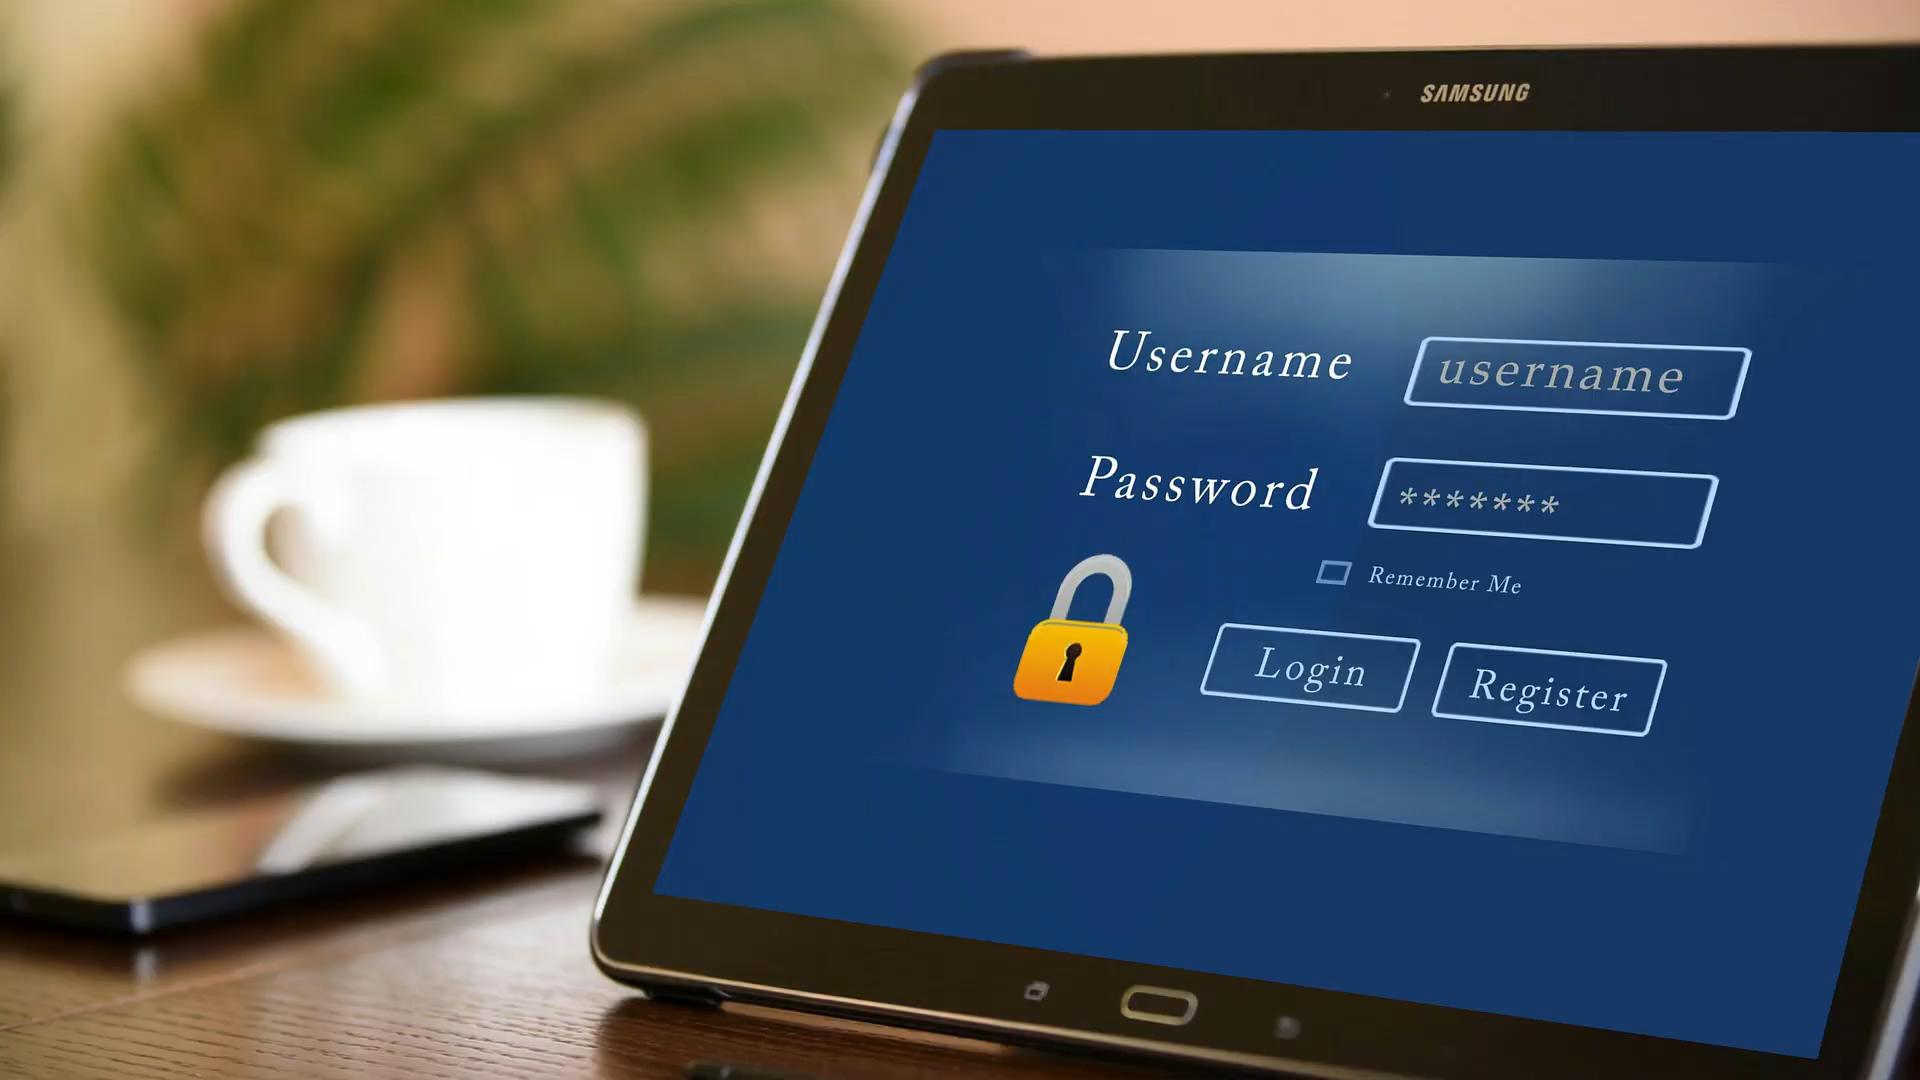 SAMSUNG
Username username
Password *******
Remember Me
Login Register